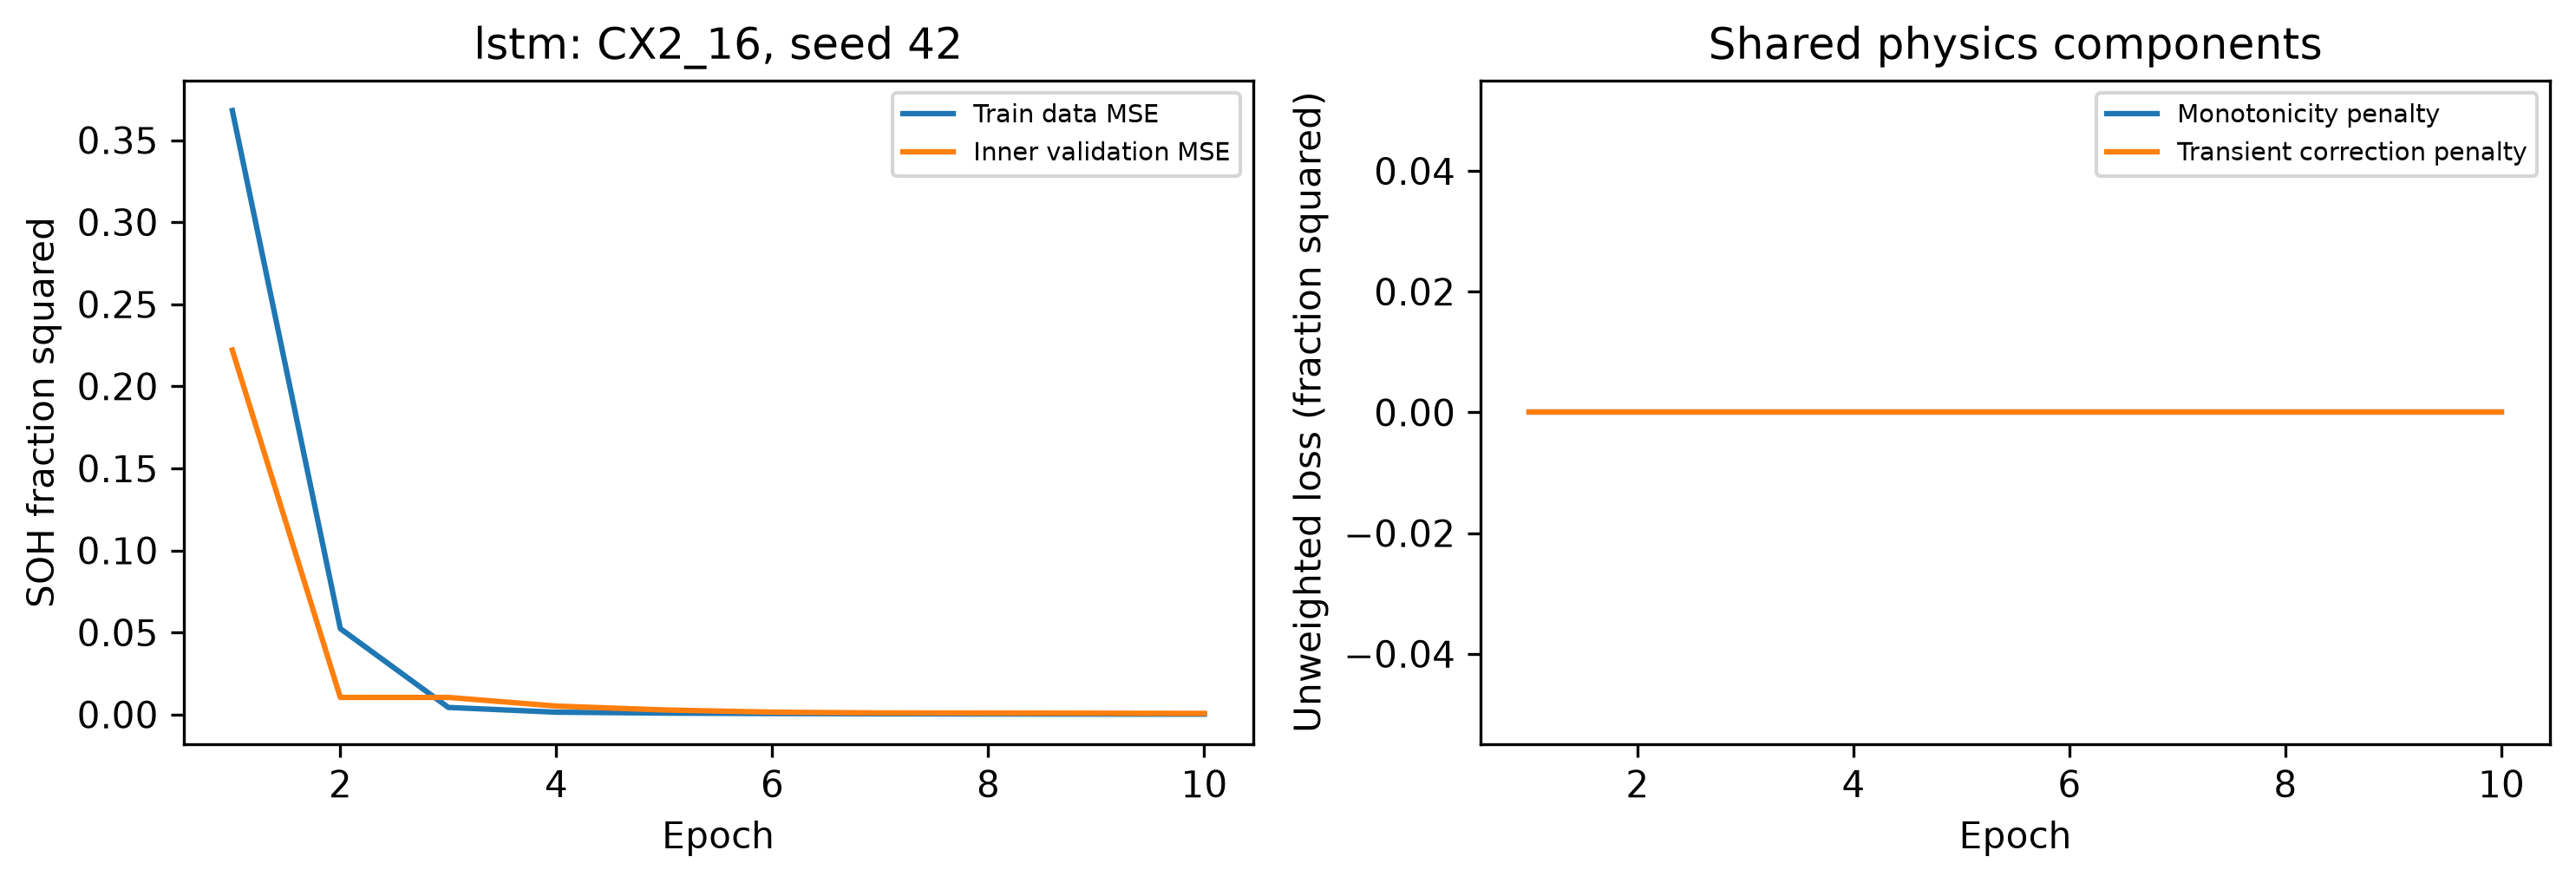 lstm: CX2_16, seed 42
Train data MSE
Inner validation MSE
SOH fraction squared
0.35
0.30
0.25
0.20
0.15
0.10
0.05
0.00
2
4
6
8
10
Epoch
Shared physics components
Monotonicity penalty
Transient correction penalty
Unweighted loss (fraction squared)
0.04
0.02
0.00
−0.02
−0.04
2
4
6
8
10
Epoch